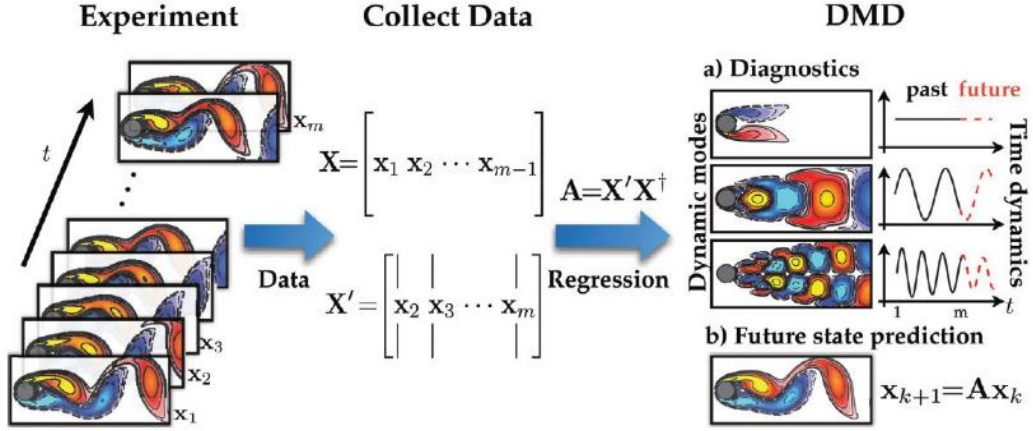 Experiment
Collect Data
DMD
t
x_m
x_3
x_2
x_1
Data
X=[x_1 x_2 ⋯ x_{m-1}]
X′=[x_2 x_3 ⋯ x_m]
A=X′X†
Regression
a) Diagnostics
Dynamic modes
past future
Time dynamics
1 m t
b) Future state prediction
x_{k+1}=Ax_k